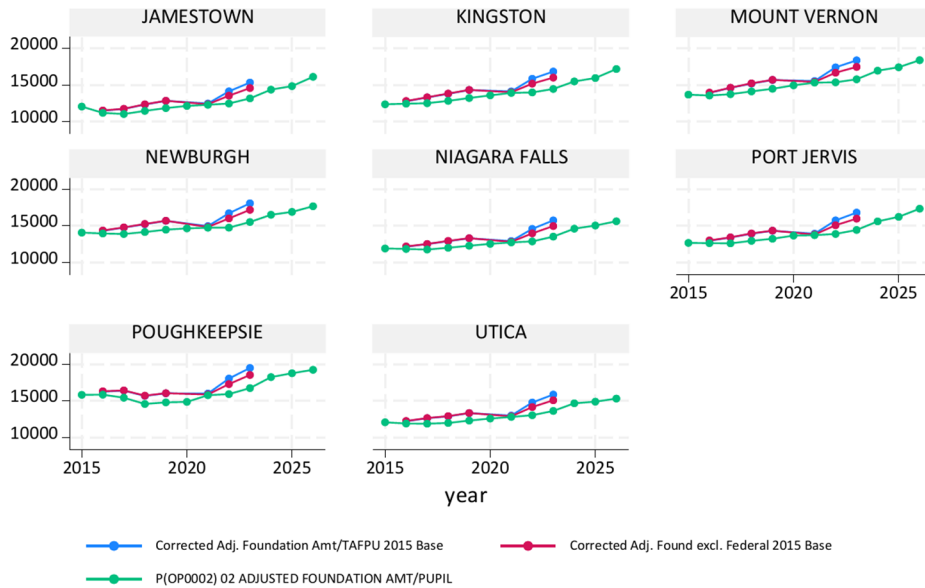 JAMESTOWN KINGSTON MOUNT VERNON
20000
15000
10000
NEWBURGH NIAGARA FALLS PORT JERVIS
20000
15000
10000
2015 2020 2025
POUGHKEEPSIE UTICA
20000
15000
10000
2015 2020 2025 2015 2020 2025
year
Corrected Adj. Foundation Amt/TAFPU 2015 Base Corrected Adj. Found excl. Federal 2015 Base
P(OP0002) 02 ADJUSTED FOUNDATION AMT/PUPIL